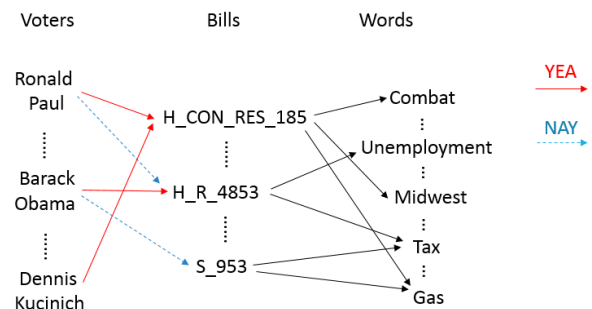 Voters Bills Words
Ronald
Paul
Barack
Obama
Dennis
Kucinich
H_CON_RES_185
H_R_4853
S_953
Combat
Unemployment
Midwest
Tax
Gas
YEA
NAY